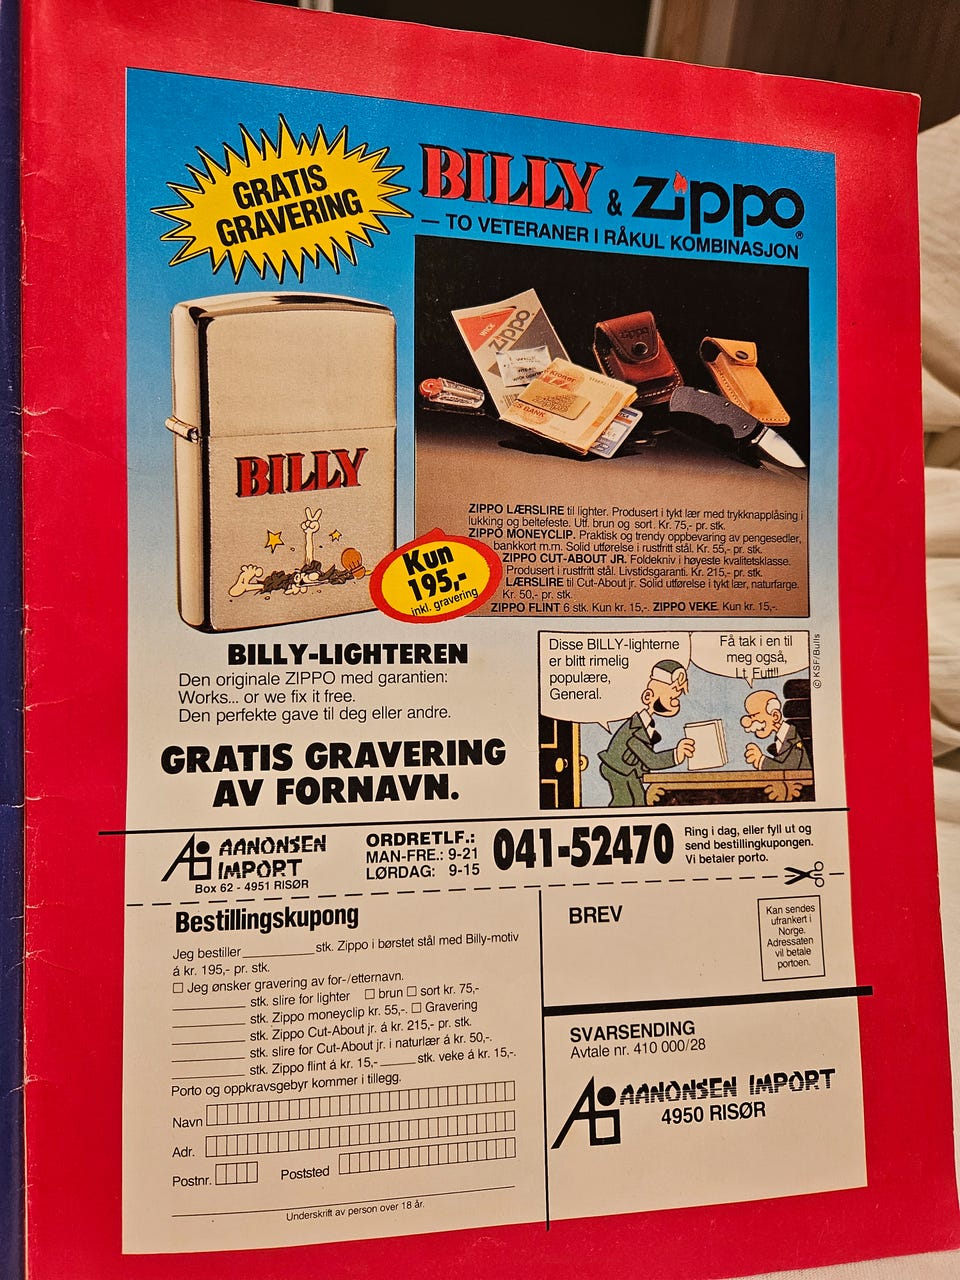 GRATIS
GRAVERING
BILLY & Zippo®
— TO VETERANER I RÅKUL KOMBINASJON
WICK
Zippo.
BILLY
Kun
195,-
inkl. gravering
ZIPPO LÆRSLIRE til lighter. Produsert i tykt lær med trykknapplåsing i
lukking og beltefeste. Utf. brun og sort. Kr. 75,- pr. stk.
ZIPPO MONEYCLIP. Praktisk og trendy oppbevaring av pengesedler,
bankkort m.m. Solid utførelse i rustfritt stål. Kr. 55,- pr. stk.
ZIPPO CUT-ABOUT JR. Foldekniv i høyeste kvalitetsklasse.
Produsert i rustfritt stål. Livstidsgaranti. Kr. 215,- pr. stk.
LÆRSLIRE til Cut-About jr. Solid utførelse i tykt lær, naturfarge.
Kr. 50,- pr. stk.
ZIPPO FLINT 6 stk. Kun kr. 15,-. ZIPPO VEKE. Kun kr. 15,-.
BILLY-LIGHTEREN
Den originale ZIPPO med garantien:
Works... or we fix it free.
Den perfekte gave til deg eller andre.
GRATIS GRAVERING
AV FORNAVN.
Disse BILLY-lighterne
er blitt rimelig
populære,
General.
Få tak i en til
meg også,
Lt. Futt!!
© KSF/Bulls
AANONSEN
IMPORT
Box 62 - 4951 RISØR
ORDRETLF.:
MAN-FRE.: 9-21
LØRDAG: 9-15
041-52470
Ring i dag, eller fyll ut og
send bestillingkupongen.
Vi betaler porto.
Bestillingskupong
Jeg bestiller __________ stk. Zippo i børstet stål med Billy-motiv
á kr. 195,- pr. stk.
☐ Jeg ønsker gravering av for-/etternavn.
__________ stk. slire for lighter ☐ brun ☐ sort kr. 75,-
__________ stk. Zippo moneyclip kr. 55,-. ☐ Gravering
__________ stk. Zippo Cut-About jr. á kr. 215,- pr. stk.
__________ stk. slire for Cut-About jr. i naturlær á kr. 50,-.
__________ stk. Zippo flint á kr. 15,- _____ stk. veke á kr. 15,-.
Porto og oppkravsgebyr kommer i tillegg.
Navn
Adr.
Postnr. Poststed
Underskrift av person over 18 år.
BREV
Kan sendes
ufrankert i
Norge.
Adressaten
vil betale
portoen.
SVARSENDING
Avtale nr. 410 000/28
AANONSEN IMPORT
4950 RISØR